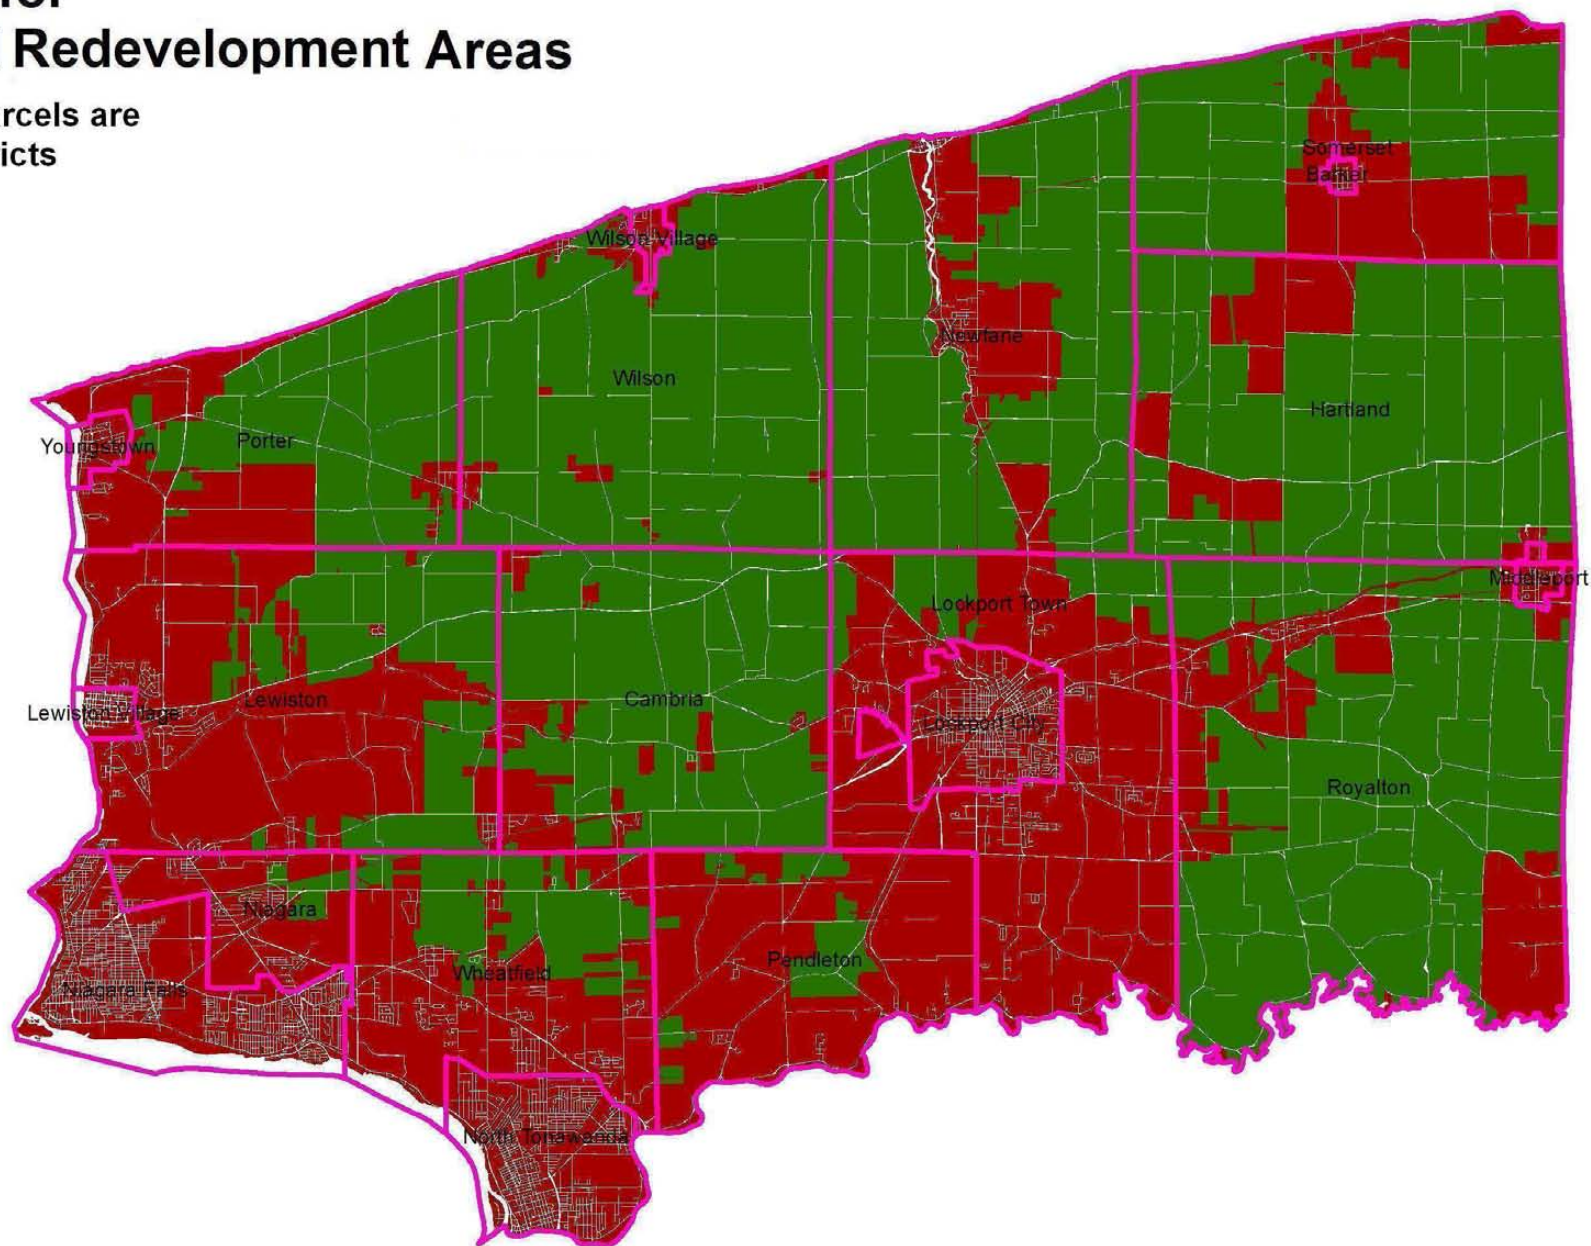 Redevelopment Areas
rcels are
icts
Somerset
Barker
Wilson Village
Newfane
Wilson
Hartland
Youngstown
Porter
Middleport
Lockport Town
Lewiston
Cambria
Lewiston Village
Lockport City
Royalton
Niagara
Pendleton
Wheatfield
Niagara Falls
North Tonawanda